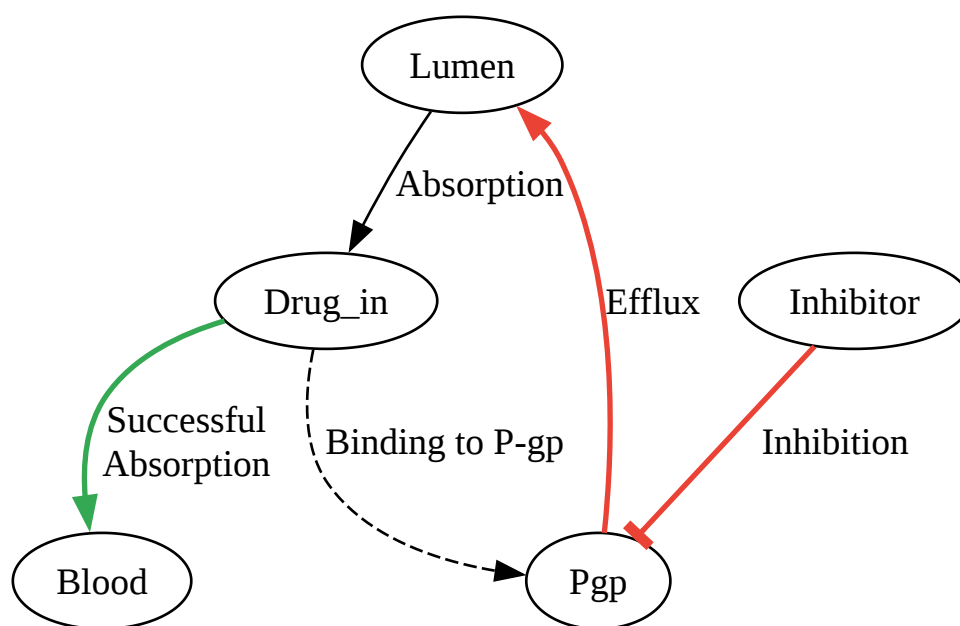 Lumen
Absorption
Drug_in
Efflux
Inhibitor
Successful
Absorption
Binding to P-gp
Inhibition
Blood
Pgp